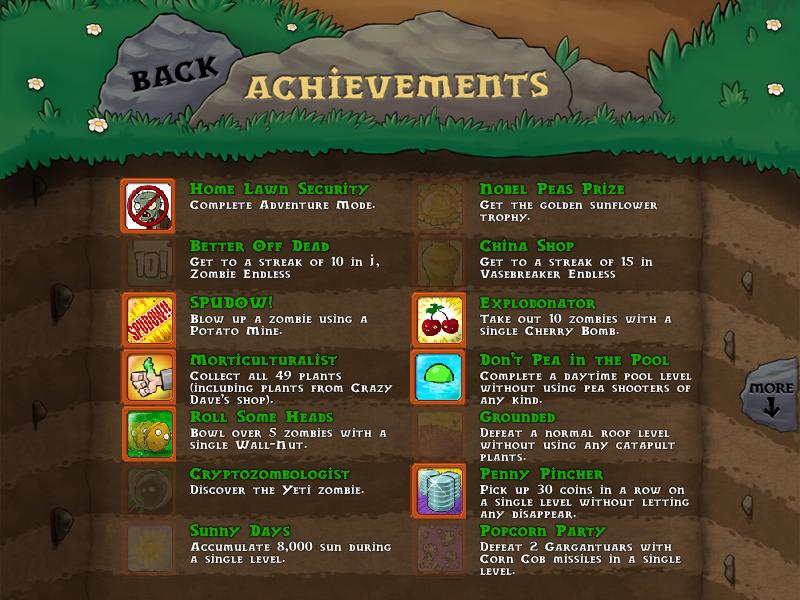 BACK
ACHIEVEMENTS
Home Lawn Security
Complete Adventure Mode.
Nobel Peas Prize
Get the golden sunflower
trophy.
10!
Better Off Dead
Get to a streak of 10 in i,
Zombie Endless
China Shop
Get to a streak of 15 in
Vasebreaker Endless
SPUDOW!
SPUDOW!
Blow up a zombie using a
Potato Mine.
Explodonator
Take out 10 zombies with a
single Cherry Bomb.
Morticulturalist
Collect all 49 plants
(including plants from Crazy
Dave's shop).
Don't Pea in the Pool
Complete a daytime pool level
without using pea shooters of
any kind.
MORE
Roll Some Heads
Bowl over 5 zombies with a
single Wall-Nut.
Grounded
Defeat a normal roof level
without using any catapult
plants.
Cryptozombologist
Discover the Yeti zombie.
Penny Pincher
Pick up 30 coins in a row on
a single level without letting
any disappear.
Sunny Days
Accumulate 8,000 sun during
a single level.
Popcorn Party
Defeat 2 Gargantuars with
Corn Cob missiles in a single
level.